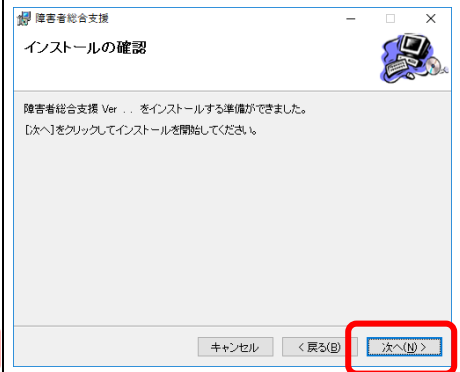 障害者総合支援
インストールの確認
障害者総合支援 Ver . . をインストールする準備ができました。
[次へ]をクリックしてインストールを開始してください。
キャンセル
< 戻る(B)
次へ(N) >